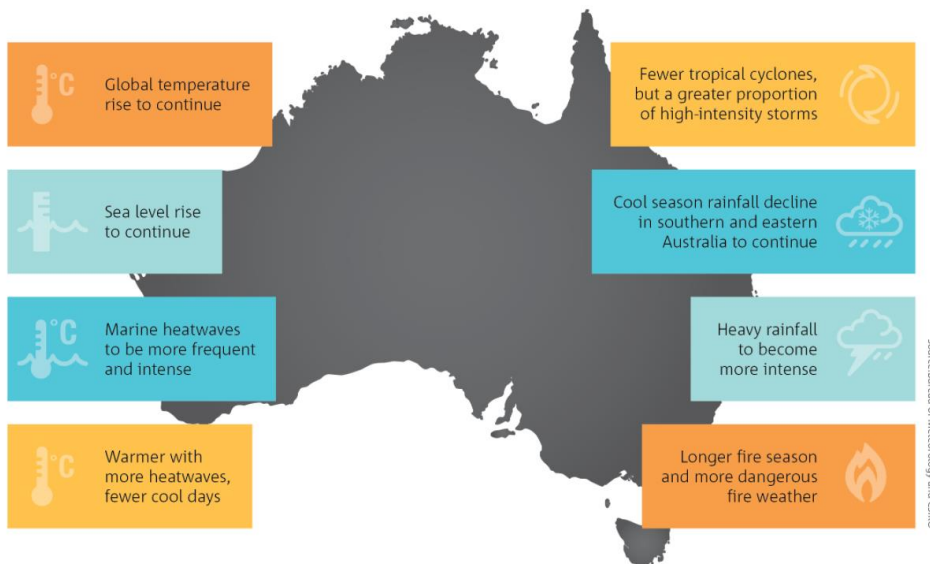 °C
Global temperature
rise to continue
Sea level rise
to continue
°C
Marine heatwaves
to be more frequent
and intense
°C
Warmer with
more heatwaves,
fewer cool days
Fewer tropical cyclones,
but a greater proportion
of high-intensity storms
Cool season rainfall decline
in southern and eastern
Australia to continue
Heavy rainfall
to become
more intense
Longer fire season
and more dangerous
fire weather